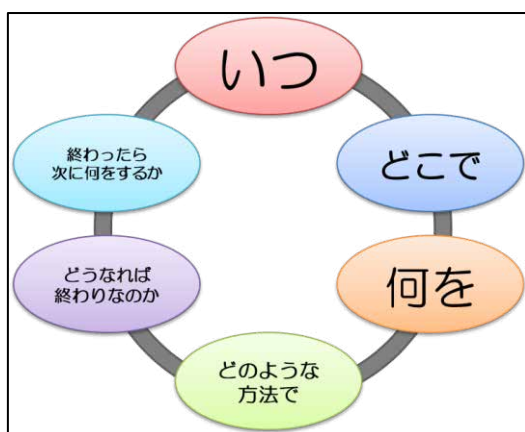 いつ
どこで
何を
どのような
方法で
どうなれば
終わりなのか
終わったら
次に何をするか